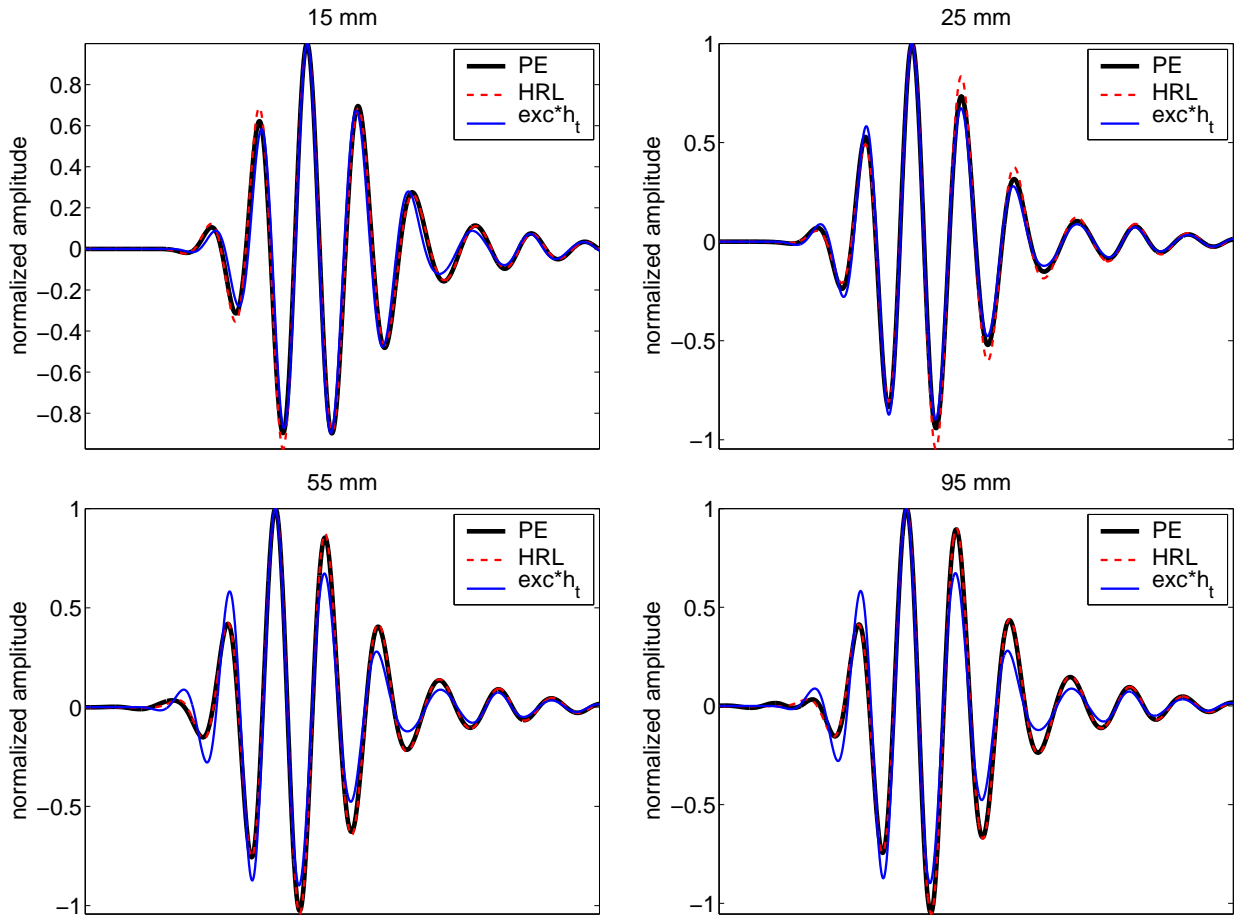 15 mm
normalized amplitude
0.8
0.6
0.4
0.2
0
−0.2
−0.4
−0.6
−0.8
PE
HRL
exc*h_t
25 mm
normalized amplitude
1
0.5
0
−0.5
−1
PE
HRL
exc*h_t
55 mm
normalized amplitude
1
0.5
0
−0.5
−1
PE
HRL
exc*h_t
95 mm
normalized amplitude
1
0.5
0
−0.5
−1
PE
HRL
exc*h_t